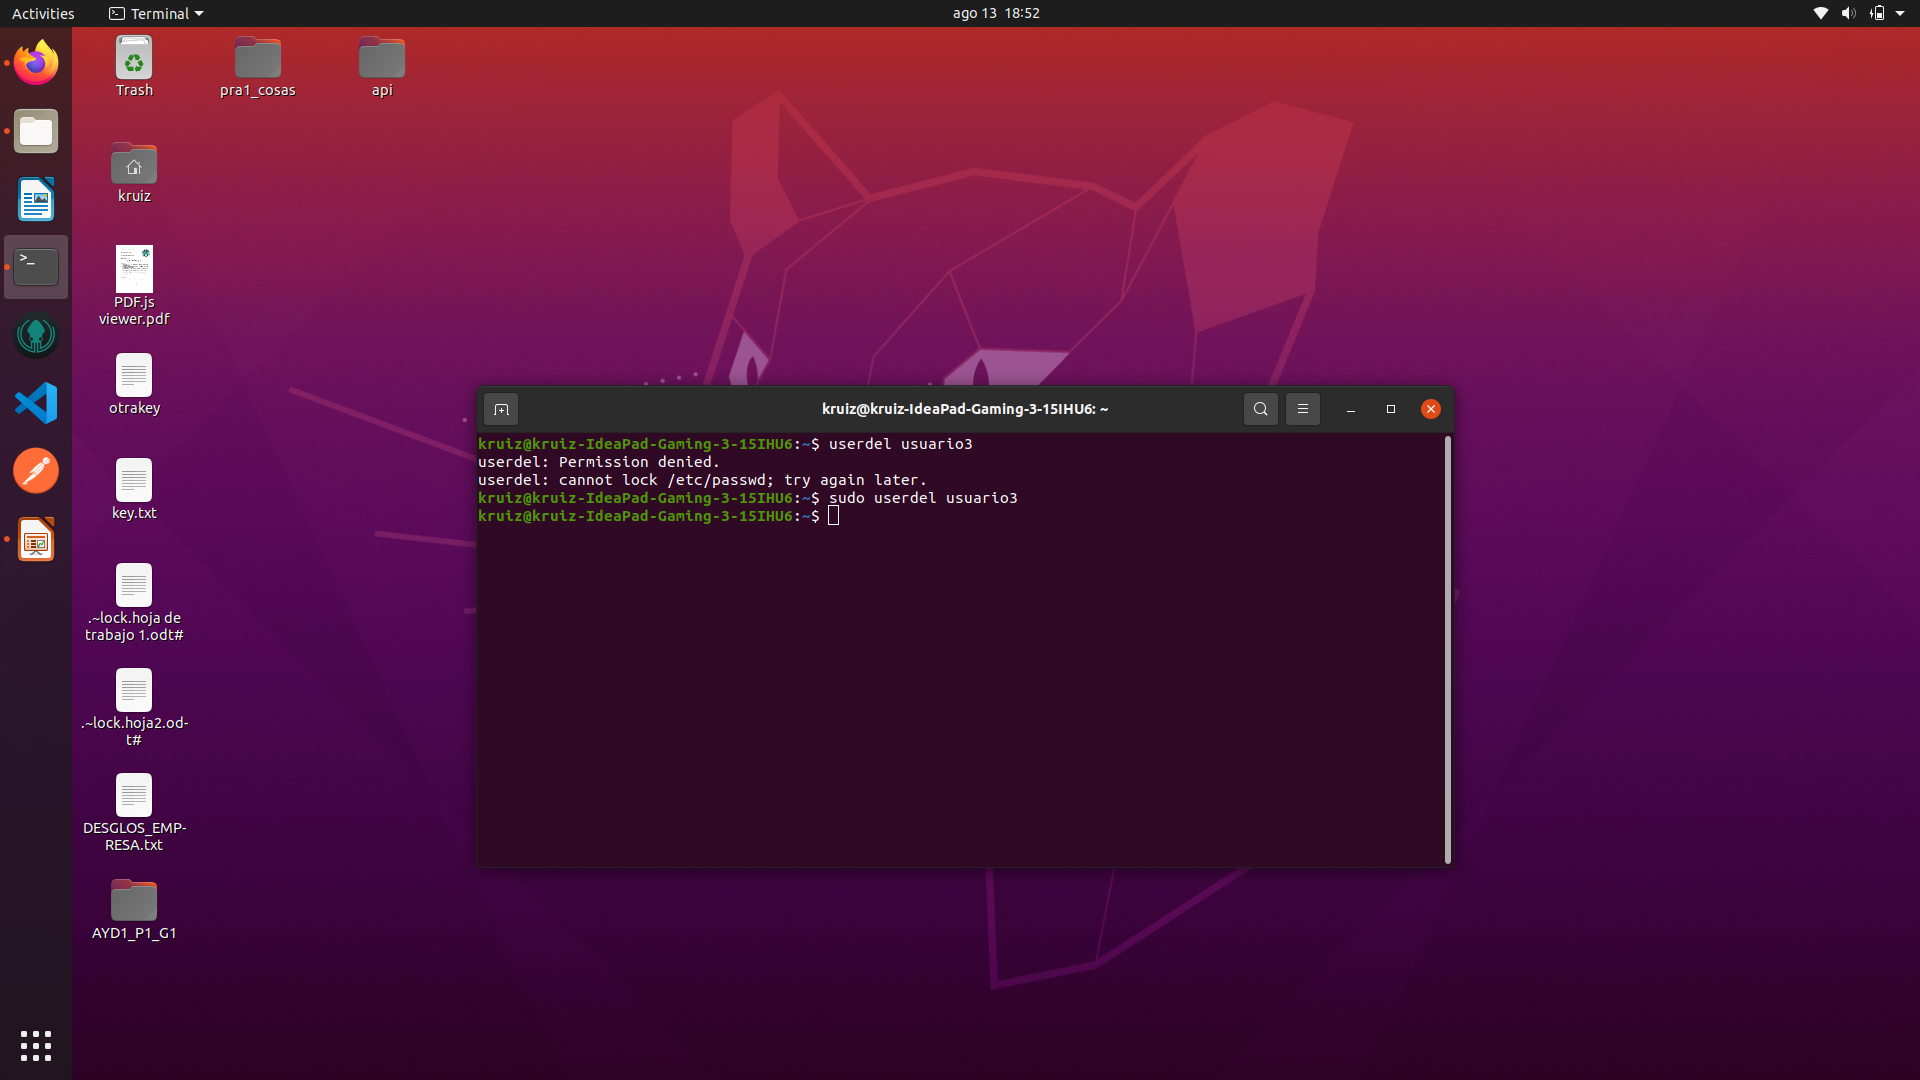 Activities
Terminal
ago 13 18:52
Trash
pra1_cosas
api
kruiz
PDF.js
viewer.pdf
otrakey
key.txt
.~lock.hoja de
trabajo 1.odt#
.~lock.hoja2.od-
t#
DESGLOS_EMP-
RESA.txt
AYD1_P1_G1
kruiz@kruiz-IdeaPad-Gaming-3-15IHU6: ~
kruiz@kruiz-IdeaPad-Gaming-3-15IHU6:~$ userdel usuario3
userdel: Permission denied.
userdel: cannot lock /etc/passwd; try again later.
kruiz@kruiz-IdeaPad-Gaming-3-15IHU6:~$ sudo userdel usuario3
kruiz@kruiz-IdeaPad-Gaming-3-15IHU6:~$